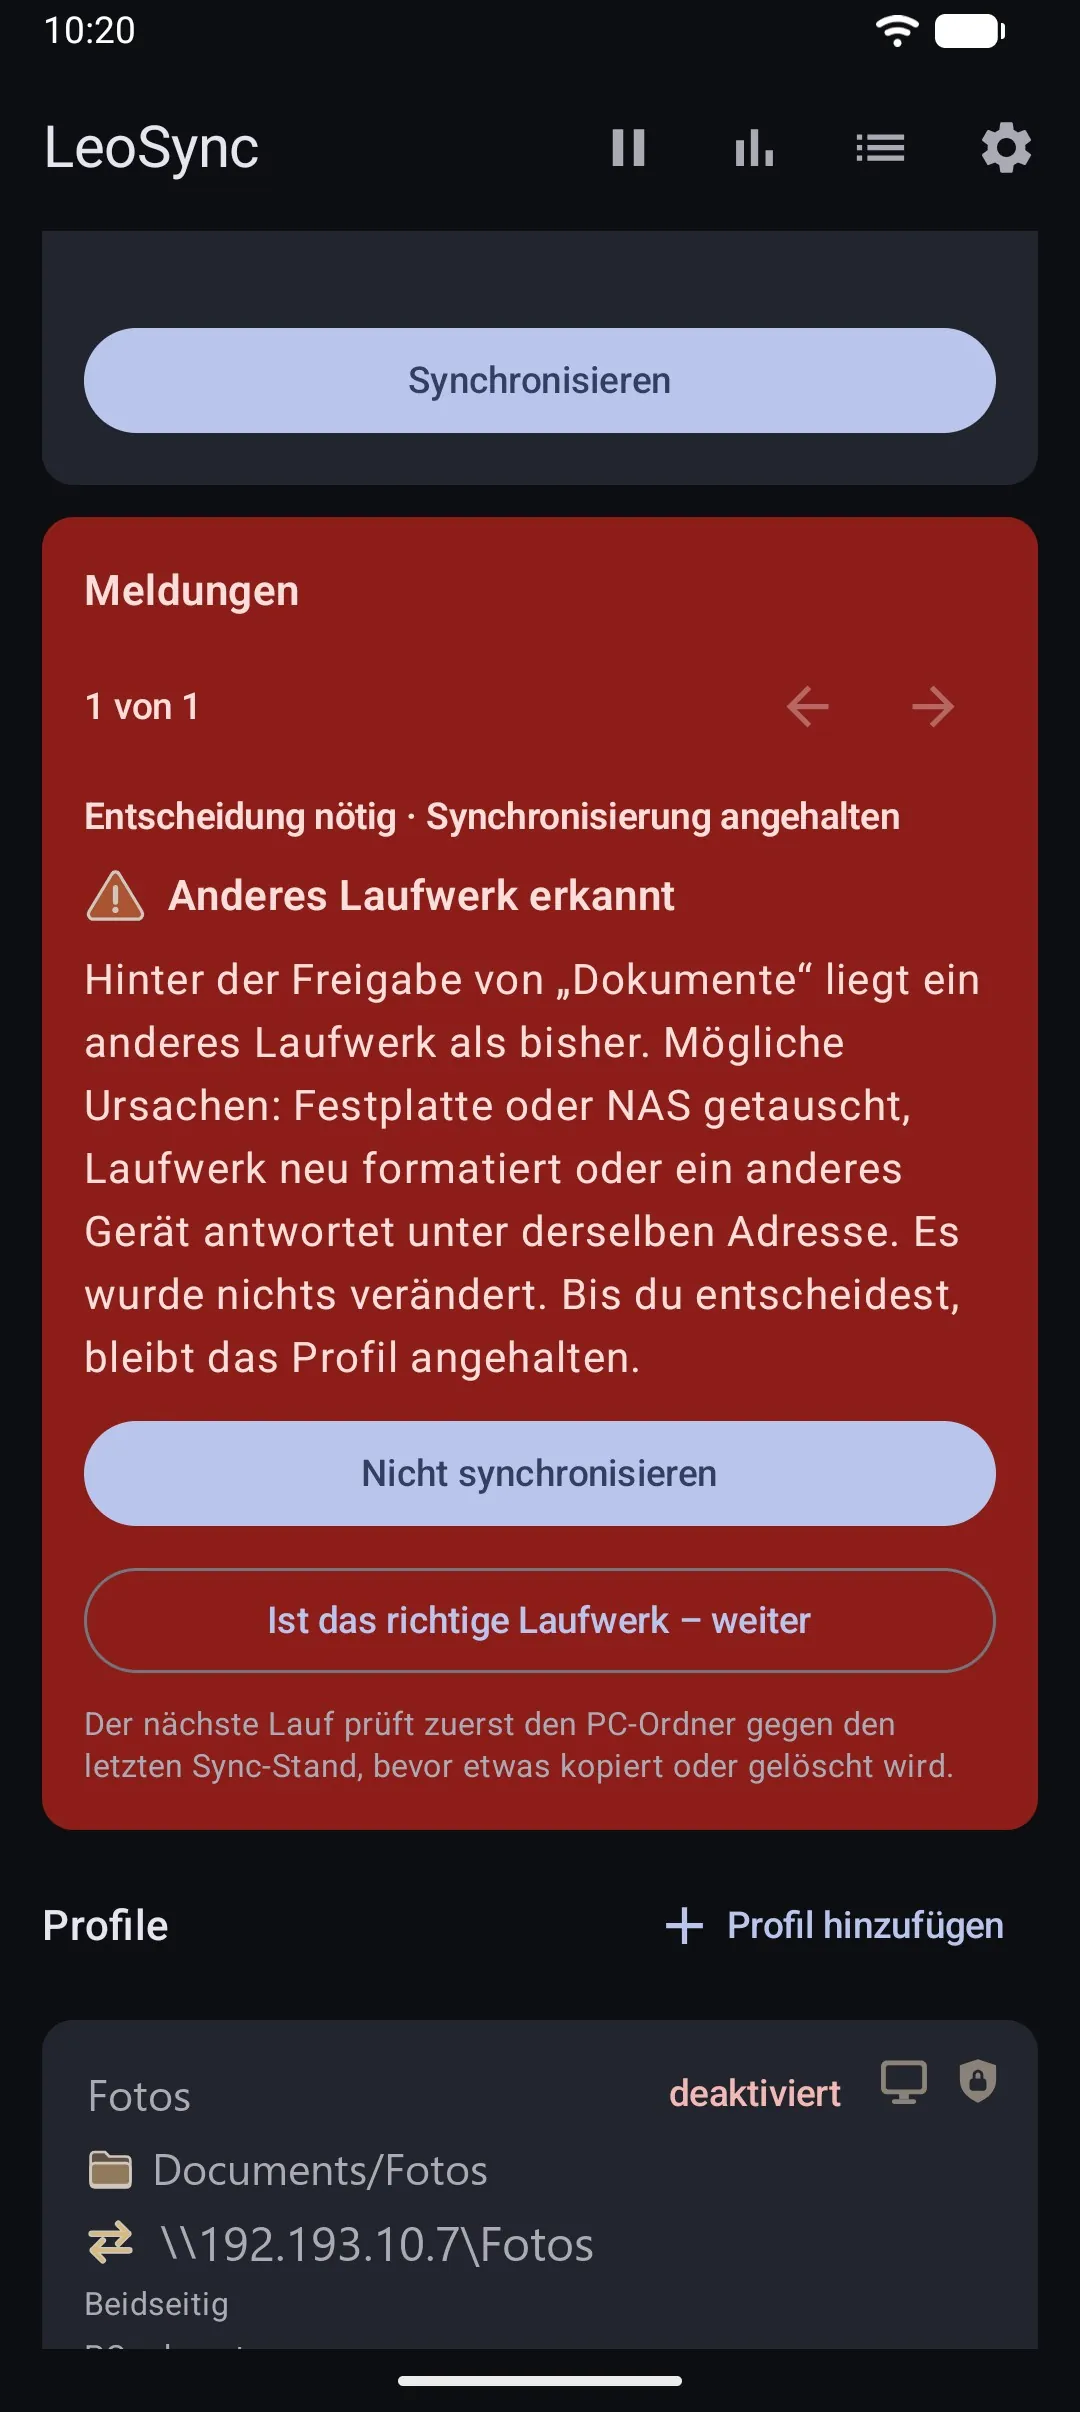 10:20
LeoSync
Synchronisieren
Meldungen
1 von 1
Entscheidung nötig · Synchronisierung angehalten
Anderes Laufwerk erkannt
Hinter der Freigabe von „Dokumente“ liegt ein
anderes Laufwerk als bisher. Mögliche
Ursachen: Festplatte oder NAS getauscht,
Laufwerk neu formatiert oder ein anderes
Gerät antwortet unter derselben Adresse. Es
wurde nichts verändert. Bis du entscheidest,
bleibt das Profil angehalten.
Nicht synchronisieren
Ist das richtige Laufwerk – weiter
Der nächste Lauf prüft zuerst den PC-Ordner gegen den
letzten Sync-Stand, bevor etwas kopiert oder gelöscht wird.
Profile
Profil hinzufügen
Fotos
deaktiviert
Documents/Fotos
\\192.193.10.7\Fotos
Beidseitig